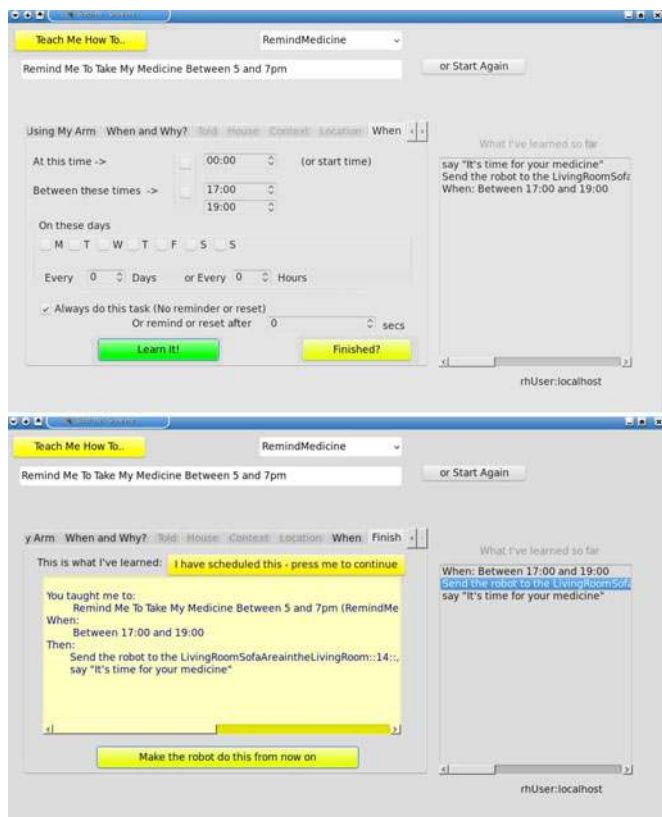 Teach Me How To..
RemindMedicine
Remind Me To Take My Medicine Between 5 and 7pm
or Start Again
Using My Arm When and Why? Told House Context Location When
What I've learned so far
At this time -> 00:00 (or start time)
say "It's time for your medicine"
Send the robot to the LivingRoomSofa
Between these times -> 17:00
When: Between 17:00 and 19:00
19:00
On these days
M T W T F S S
Every 0 Days or Every 0 Hours
Always do this task (No reminder or reset)
Or remind or reset after 0 secs
Learn It!
Finished?
rhUser:localhost
Teach Me How To..
RemindMedicine
Remind Me To Take My Medicine Between 5 and 7pm
or Start Again
y Arm When and Why? Told House Context Location When Finish
What I've learned so far
This is what I've learned: I have scheduled this - press me to continue
When: Between 17:00 and 19:00
Send the robot to the LivingRoomSofa
say "It's time for your medicine"
You taught me to:
Remind Me To Take My Medicine Between 5 and 7pm (RemindMe
When:
Between 17:00 and 19:00
Then:
Send the robot to the LivingRoomSofaAreaintheLivingRoom::14::,
say "It's time for your medicine"
Make the robot do this from now on
rhUser:localhost